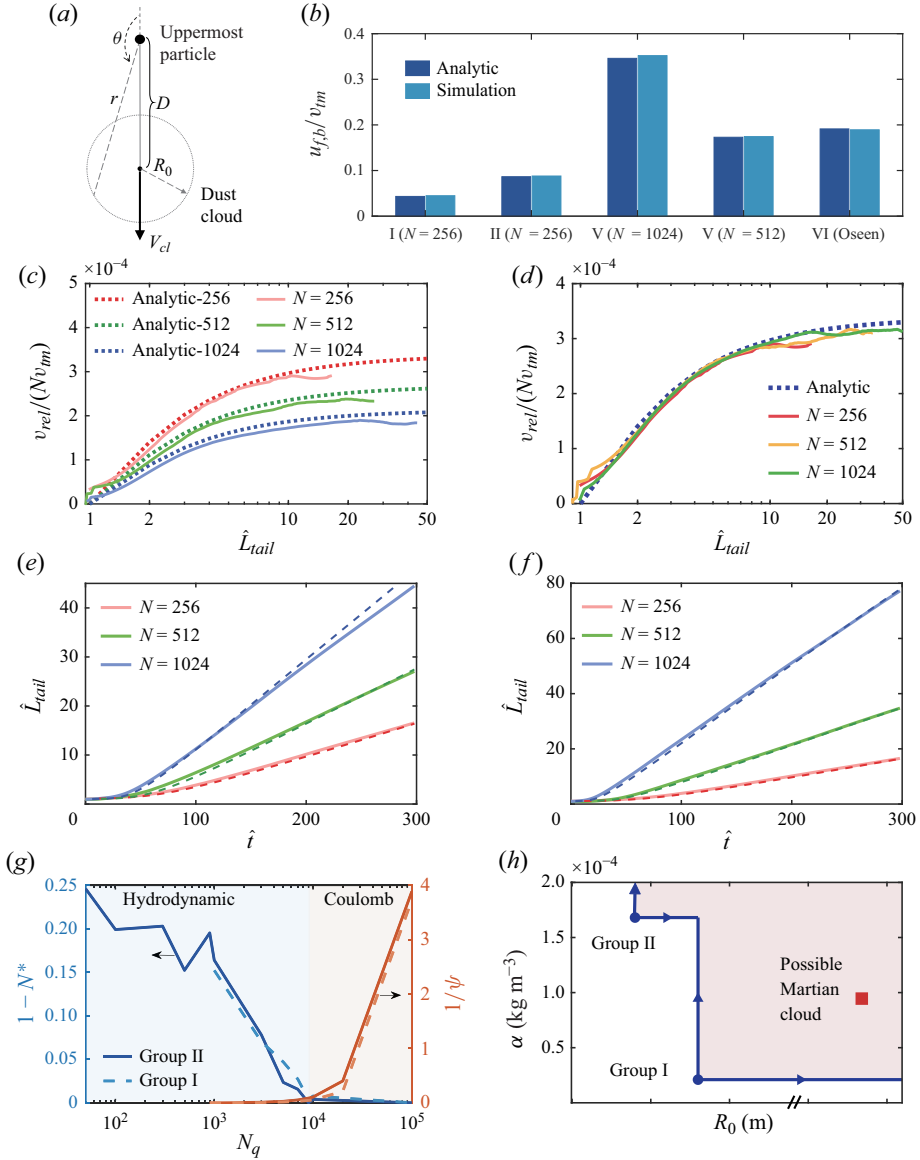 (a)
θ
Uppermost
particle
r
D
R0
Dust
cloud
Vcl
(b)
0.4
0.3
0.2
0.1
0
uf,b/vtm
Analytic
Simulation
I (N = 256)
II (N = 256)
V (N = 1024)
V (N = 512)
VI (Oseen)
(c)
×10−4
5
4
3
2
1
0
vrel/(Nvtm)
Analytic-256
Analytic-512
Analytic-1024
N = 256
N = 512
N = 1024
1
2
10
20
50
L̂tail
(d)
×10−4
4
2
0
vrel/(Nvtm)
Analytic
N = 256
N = 512
N = 1024
1
2
10
20
50
L̂tail
(e)
40
30
20
10
L̂tail
N = 256
N = 512
N = 1024
0
100
200
300
t̂
(f)
80
60
40
20
0
L̂tail
N = 256
N = 512
N = 1024
100
200
300
t̂
(g)
0.25
0.20
0.15
0.10
0.05
0
1 − N*
Hydrodynamic
Coulomb
4
3
2
1
0
1/ψf
Group II
Group I
10²
10³
10⁴
10⁵
Nq
(h)
×10−4
2.0
1.5
1.0
0.5
α (kg m−3)
Group II
Possible
Martian
cloud
Group I
R0 (m)